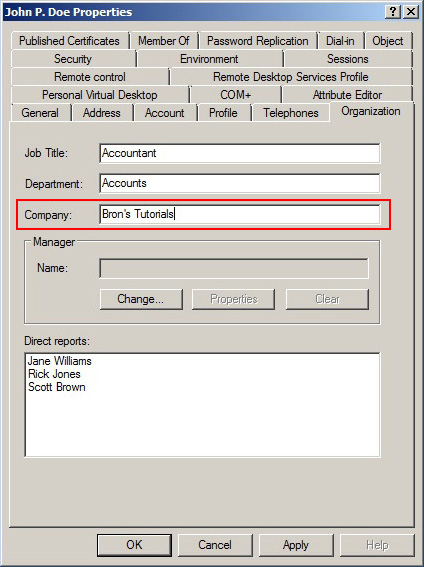 John P. Doe Properties
Published Certificates Member Of Password Replication Dial-in Object
Security Environment Sessions
Remote control Remote Desktop Services Profile
Personal Virtual Desktop COM+ Attribute Editor
General Address Account Profile Telephones Organization
Job Title: Accountant
Department: Accounts
Company: Bron's Tutorials
Manager
Name:
Change... Properties Clear
Direct reports:
Jane Williams
Rick Jones
Scott Brown
OK Cancel Apply Help